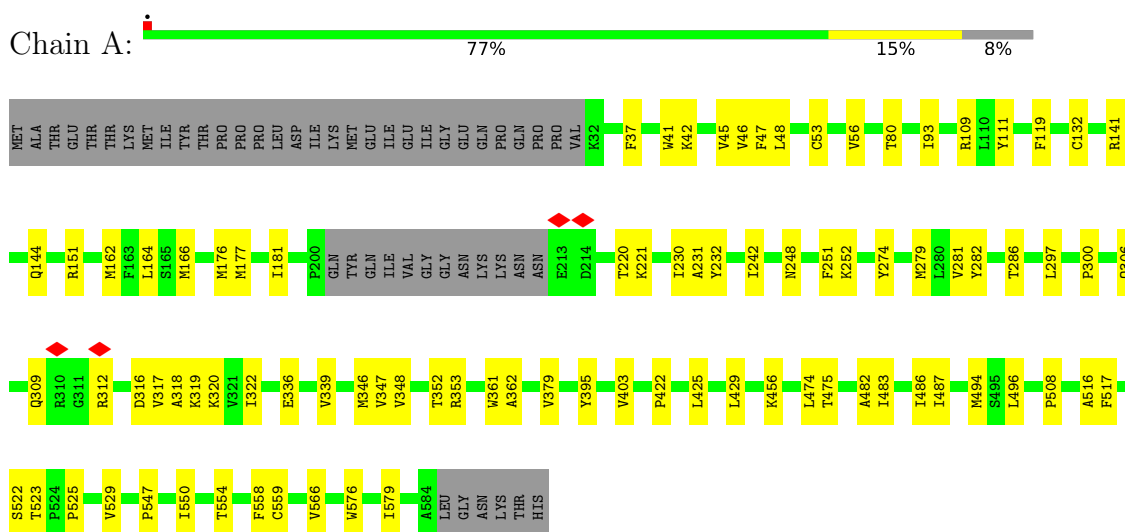 Chain A:
77% 15% 8%
MET ALA THR GLU THR THR LYS MET ILE TYR THR PRO PRO PRO LEU ASP ILE LYS MET GLU ILE GLU ILE GLY GLU GLN PRO GLN PRO PRO VAL K32 F37 W41 K42 V45 V46 F47 L48 C53 V56 T80 I93 R109 L110 Y111 F119 C132 R141
Q144 R151 M162 F163 L164 S165 M166 M176 M177 I181 P200 GLN TYR GLN ILE VAL GLY GLY ASN LYS LYS ASN ASN E213 D214 T220 K221 I230 A231 Y232 I242 N248 F251 K252 Y274 M279 L280 V281 Y282 T286 L297 P300
Q309 R310 G311 R312 D316 V317 A318 K319 K320 V321 I322 E336 V339 M346 V347 V348 T352 R353 W361 A362 V379 Y395 V403 P422 L425 L429 K456 L474 T475 A482 I483 I486 I487 M494 S495 L496 P508 A516 F517
S522 T523 P524 P525 V529 P547 I550 T554 F558 C559 V566 W576 I579 A584 LEU GLY ASN LYS THR HIS